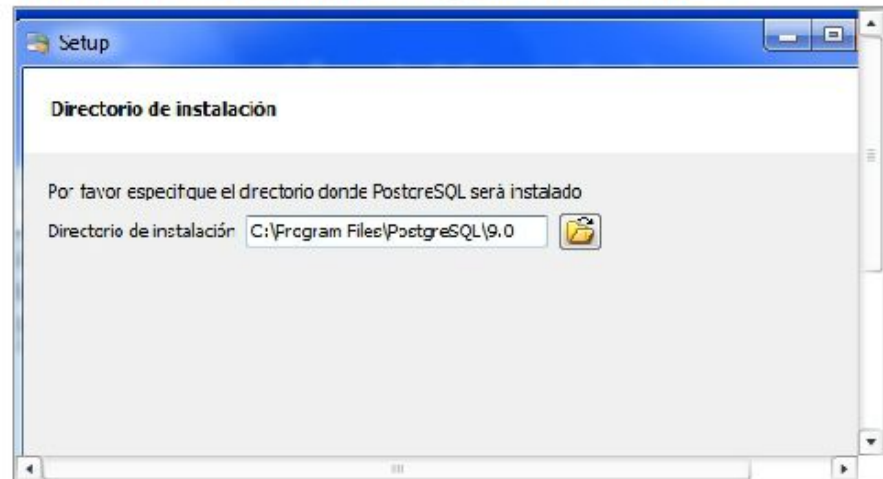 Setup
Directorio de instalación
Por favor especifique el directorio donde PostgreSQL será instalado
Directorio de instalación C:\Program Files\PostgreSQL\9.0